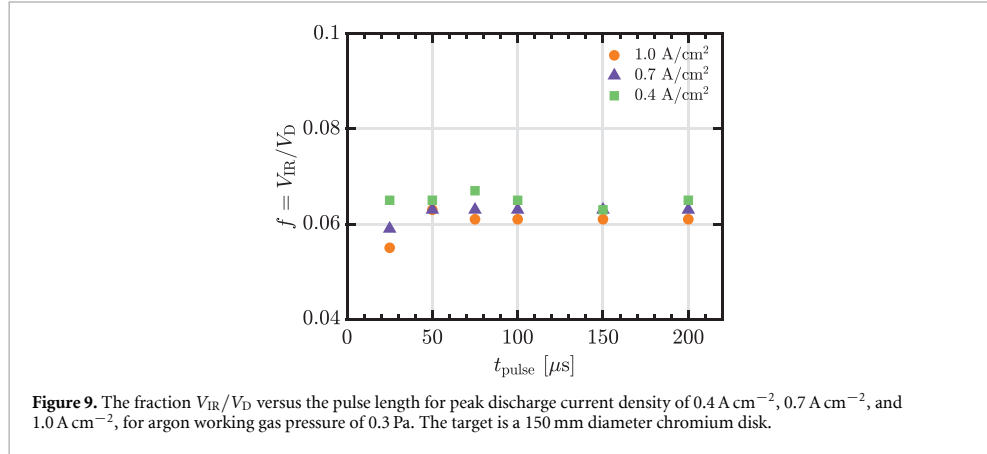 0.1
1.0 A/cm²
0.7 A/cm²
0.4 A/cm²
0.08
f = V_IR/V_D
0.06
0.04
0 50 100 150 200
t_pulse [μs]
Figure 9. The fraction V_IR/V_D versus the pulse length for peak discharge current density of 0.4 A cm⁻², 0.7 A cm⁻², and
1.0 A cm⁻², for argon working gas pressure of 0.3 Pa. The target is a 150 mm diameter chromium disk.